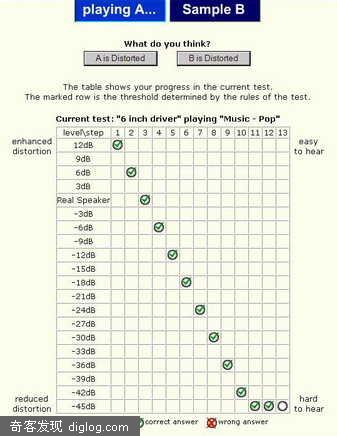 playing A...
Sample B
What do you think?
A is Distorted
B is Distorted
The table shows your progress in the current test.
The marked row is the threshold determined by the rules of the test.
Current test: "6 inch driver" playing "Music - Pop"
level\step 1 2 3 4 5 6 7 8 9 10 11 12 13
enhanced distortion
easy to hear
12dB
9dB
6dB
3dB
Real Speaker
-3dB
-6dB
-9dB
-12dB
-15dB
-18dB
-21dB
-24dB
-27dB
-30dB
-33dB
-36dB
-39dB
-42dB
-45dB
reduced distortion
hard to hear
correct answer
wrong answer
奇客发现 diglog.com